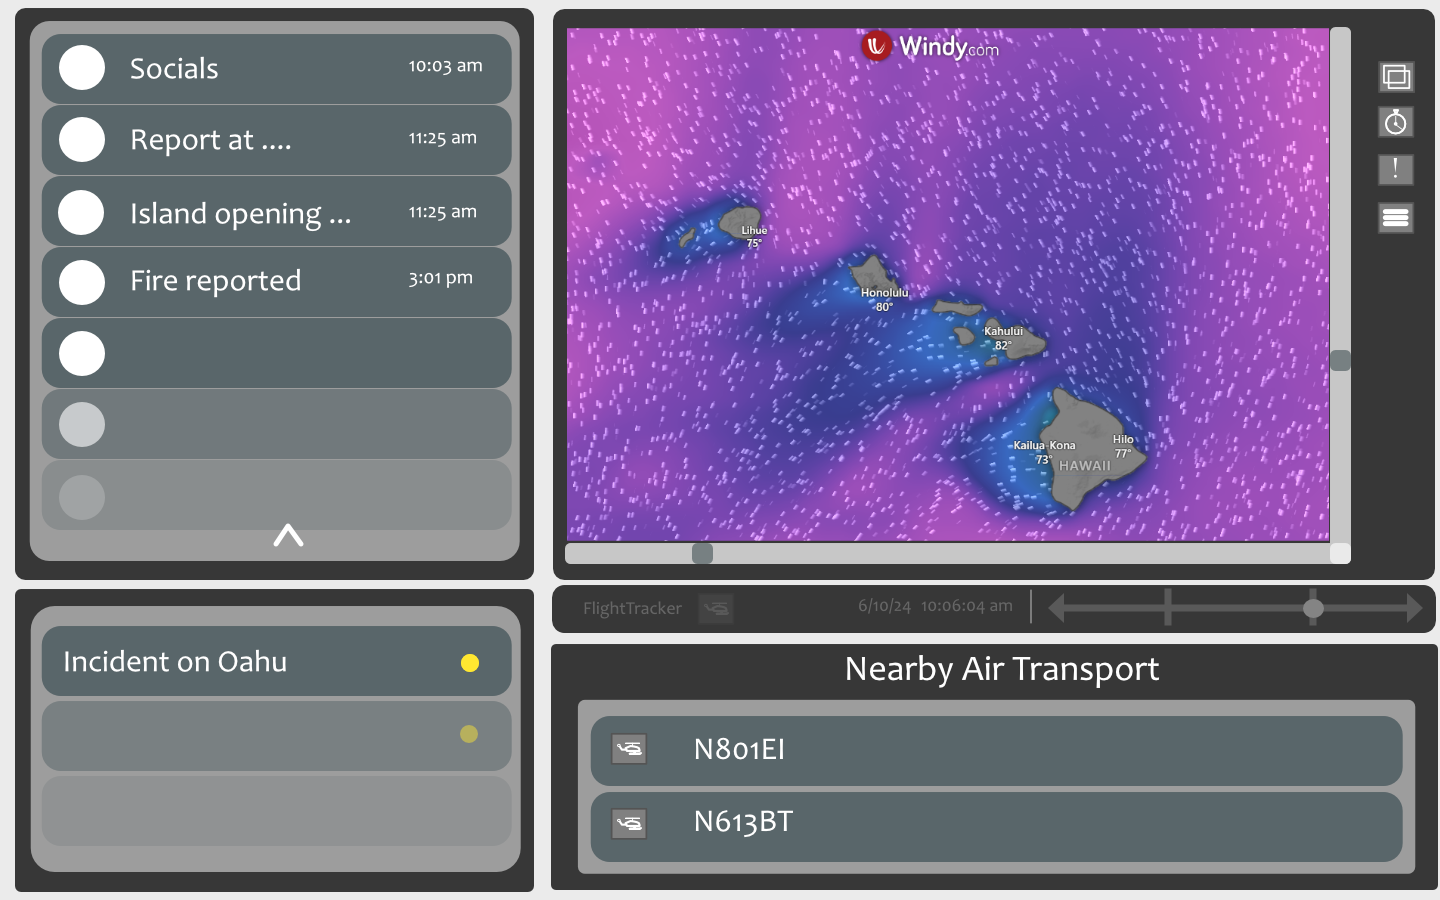 Socials 10:03 am
Report at .... 11:25 am
Island opening ... 11:25 am
Fire reported 3:01 pm
Windy.com
Lihue
75°
Honolulu
80°
Kahului
82°
Kailua-Kona
73°
Hilo
77°
HAWAII
!
FlightTracker 6/10/24 10:06:04 am
Incident on Oahu
Nearby Air Transport
N801EI
N613BT